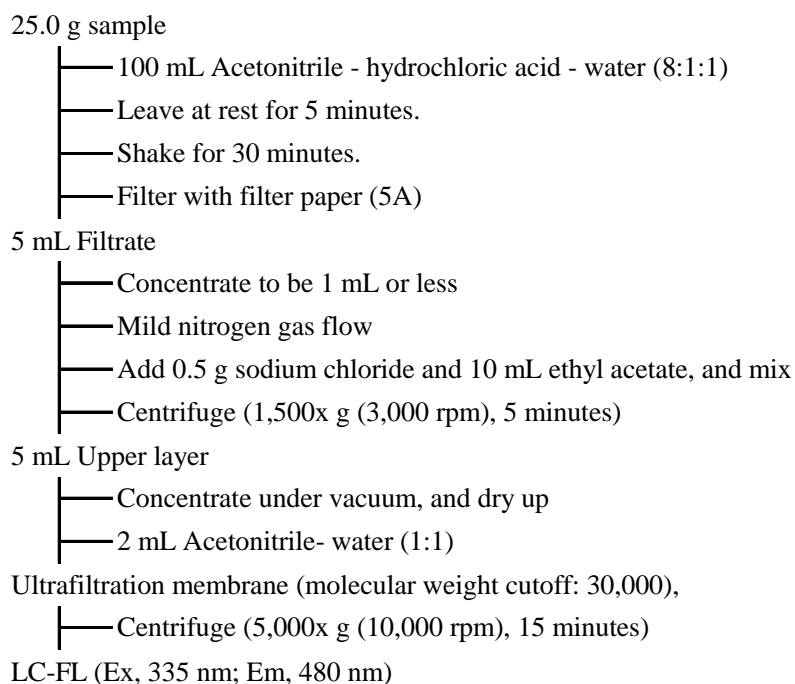 25.0 g sample
100 mL Acetonitrile - hydrochloric acid - water (8:1:1)
Leave at rest for 5 minutes.
Shake for 30 minutes.
Filter with filter paper (5A)
5 mL Filtrate
Concentrate to be 1 mL or less
Mild nitrogen gas flow
Add 0.5 g sodium chloride and 10 mL ethyl acetate, and mix
Centrifuge (1,500x g (3,000 rpm), 5 minutes)
5 mL Upper layer
Concentrate under vacuum, and dry up
2 mL Acetonitrile- water (1:1)
Ultrafiltration membrane (molecular weight cutoff: 30,000),
Centrifuge (5,000x g (10,000 rpm), 15 minutes)
LC-FL (Ex, 335 nm; Em, 480 nm)